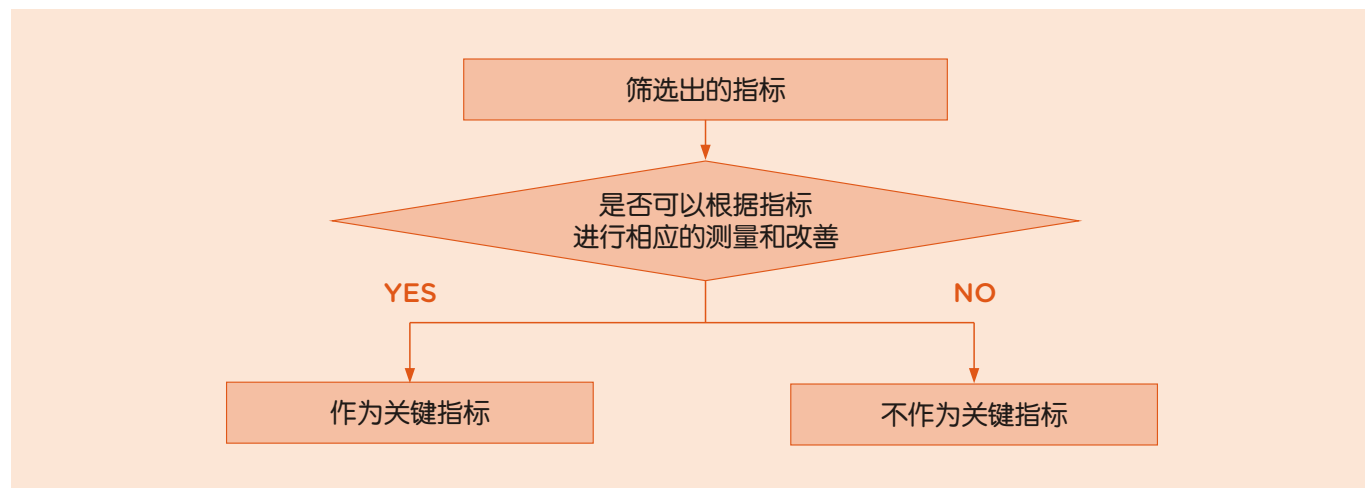 筛选出的指标
是否可以根据指标
进行相应的测量和改善
YES
NO
作为关键指标
不作为关键指标